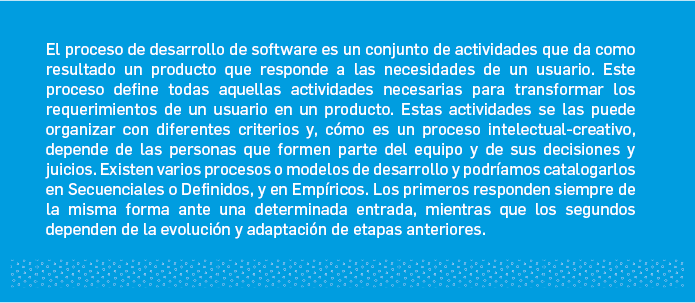 El proceso de desarrollo de software es un conjunto de actividades que da como
resultado un producto que responde a las necesidades de un usuario. Este
proceso define todas aquellas actividades necesarias para transformar los
requerimientos de un usuario en un producto. Estas actividades se las puede
organizar con diferentes criterios y, cómo es un proceso intelectual-creativo,
depende de las personas que formen parte del equipo y de sus decisiones y
juicios. Existen varios procesos o modelos de desarrollo y podríamos catalogarlos
en Secuenciales o Definidos, y en Empíricos. Los primeros responden siempre de
la misma forma ante una determinada entrada, mientras que los segundos
dependen de la evolución y adaptación de etapas anteriores.